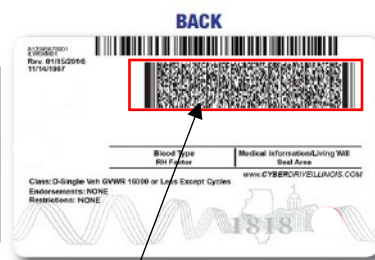 BACK
Rev. 01/05/2016
11/14/1987
Blood Type
RH Factor
Medical Information/Living Will
Seal Area
www.CYBERDRIVEILLINOIS.COM
Class: D-Single Veh GVWR 16000 or Less Except Cycles
Endorsements: NONE
Restrictions: NONE
1818